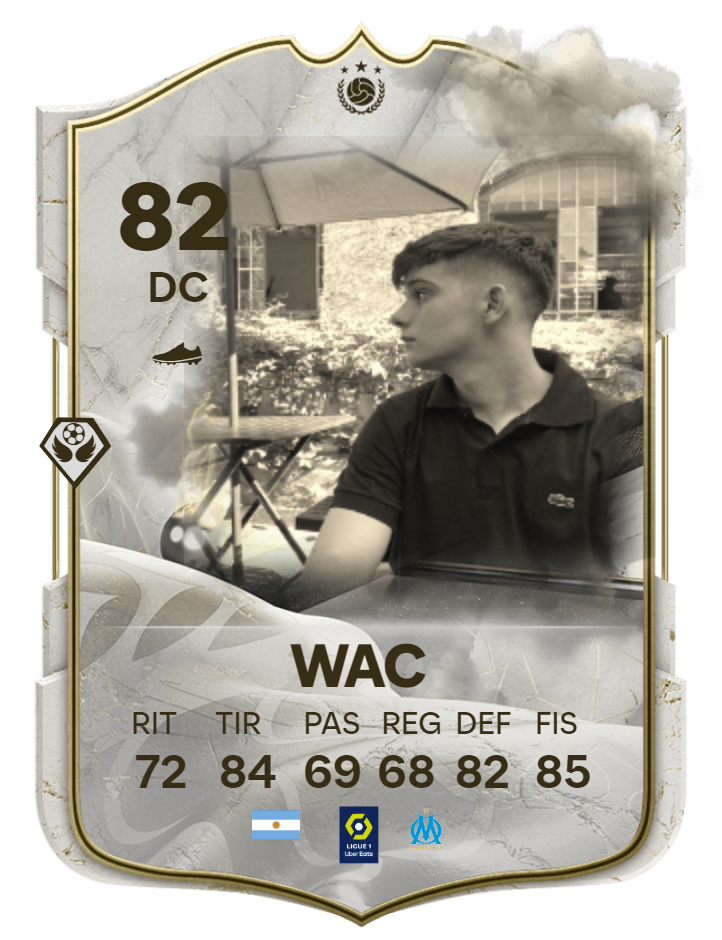 82
DC
WAC
RIT TIR PAS REG DEF FIS
72 84 69 68 82 85
LIGUE 1
Uber Eats